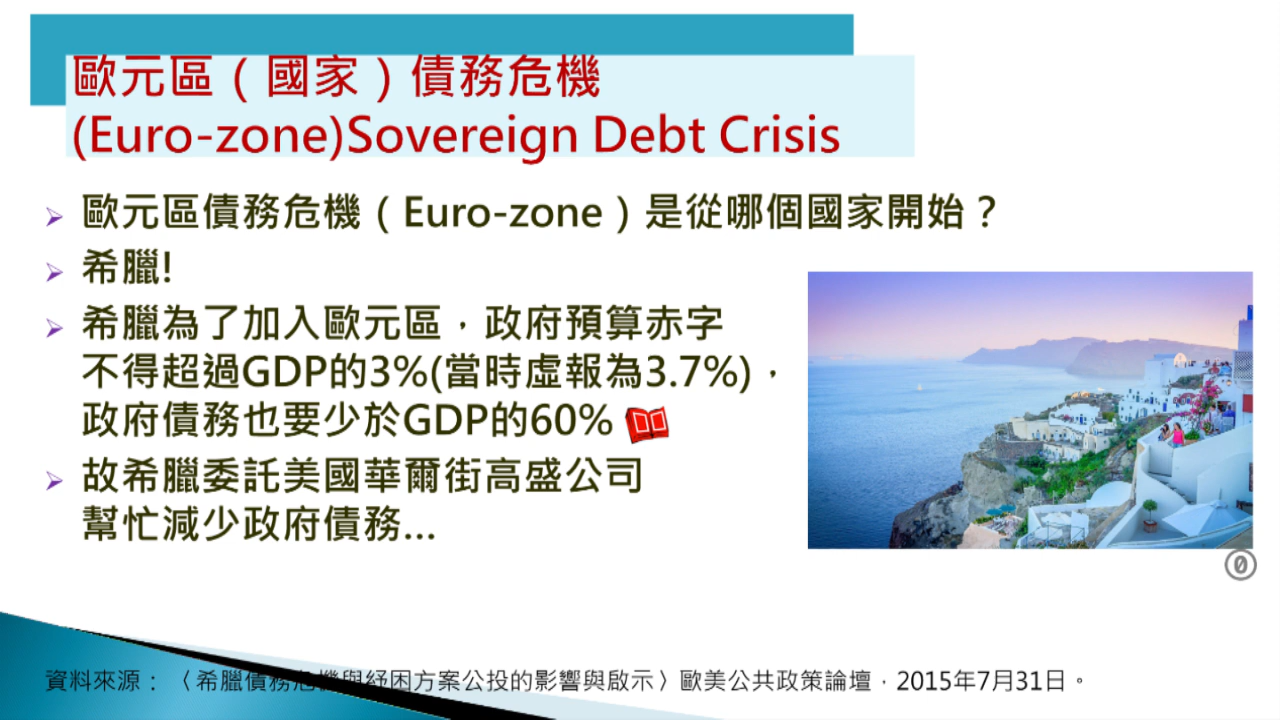 歐元區（國家）債務危機
(Euro-zone)Sovereign Debt Crisis
歐元區債務危機（Euro-zone）是從哪個國家開始？
希臘!
希臘為了加入歐元區，政府預算赤字
不得超過GDP的3%(當時虛報為3.7%)，
政府債務也要少於GDP的60%
故希臘委託美國華爾街高盛公司
幫忙減少政府債務...
0
資料來源：〈希臘債務危機與紓困方案公投的影響與啟示〉歐美公共政策論壇，2015年7月31日。